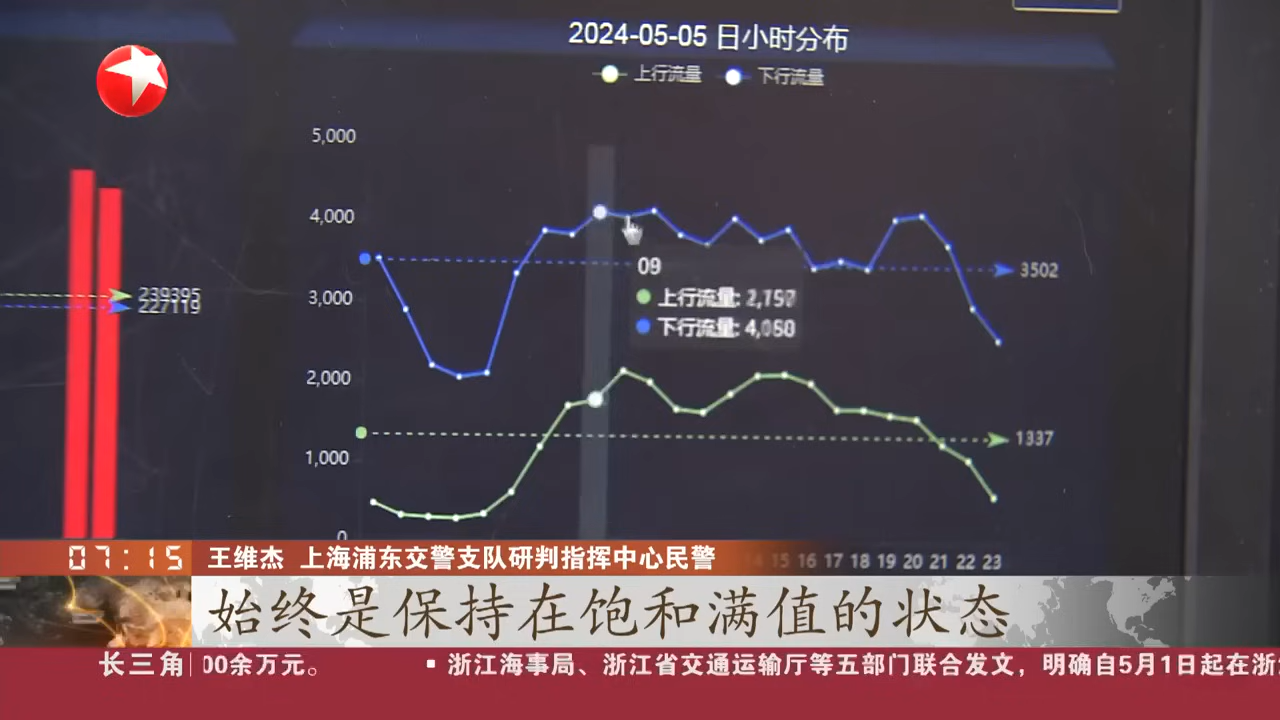 2024-05-05 日小时分布
上行流量 下行流量
5,000
4,000
3,000
2,000
1,000
0
3502
1337
239395
227119
09
上行流量:
下行流量:
15 16 17 18 19 20 21 22 23
07:15
王维杰 上海浦东交警支队研判指挥中心民警
始终是保持在饱和满值的状态
长三角 00余万元。 ▪ 浙江海事局、浙江省交通运输厅等五部门联合发文，明确自5月1日起在浙